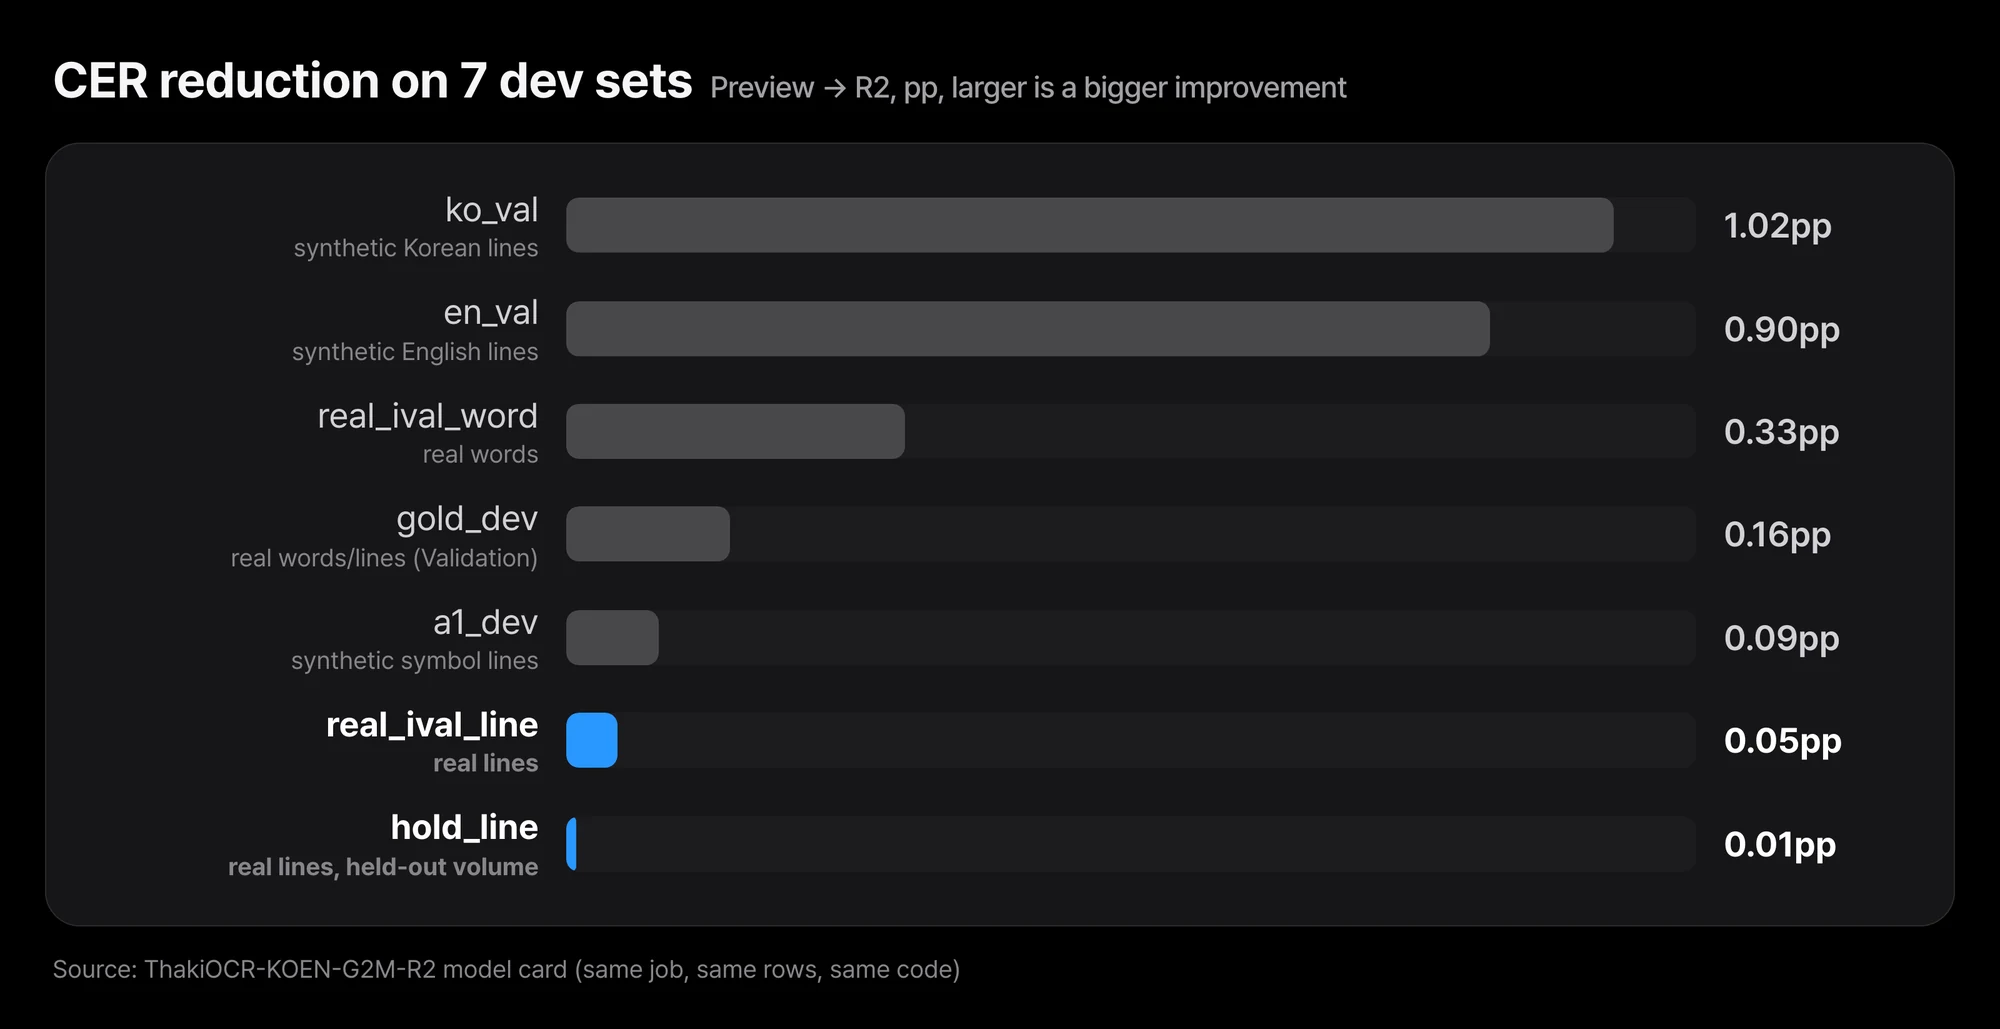 CER reduction on 7 dev sets Preview → R2, pp, larger is a bigger improvement
ko_val
synthetic Korean lines
1.02pp
en_val
synthetic English lines
0.90pp
real_ival_word
real words
0.33pp
gold_dev
real words/lines (Validation)
0.16pp
a1_dev
synthetic symbol lines
0.09pp
real_ival_line
real lines
0.05pp
hold_line
real lines, held-out volume
0.01pp
Source: ThakiOCR-KOEN-G2M-R2 model card (same job, same rows, same code)